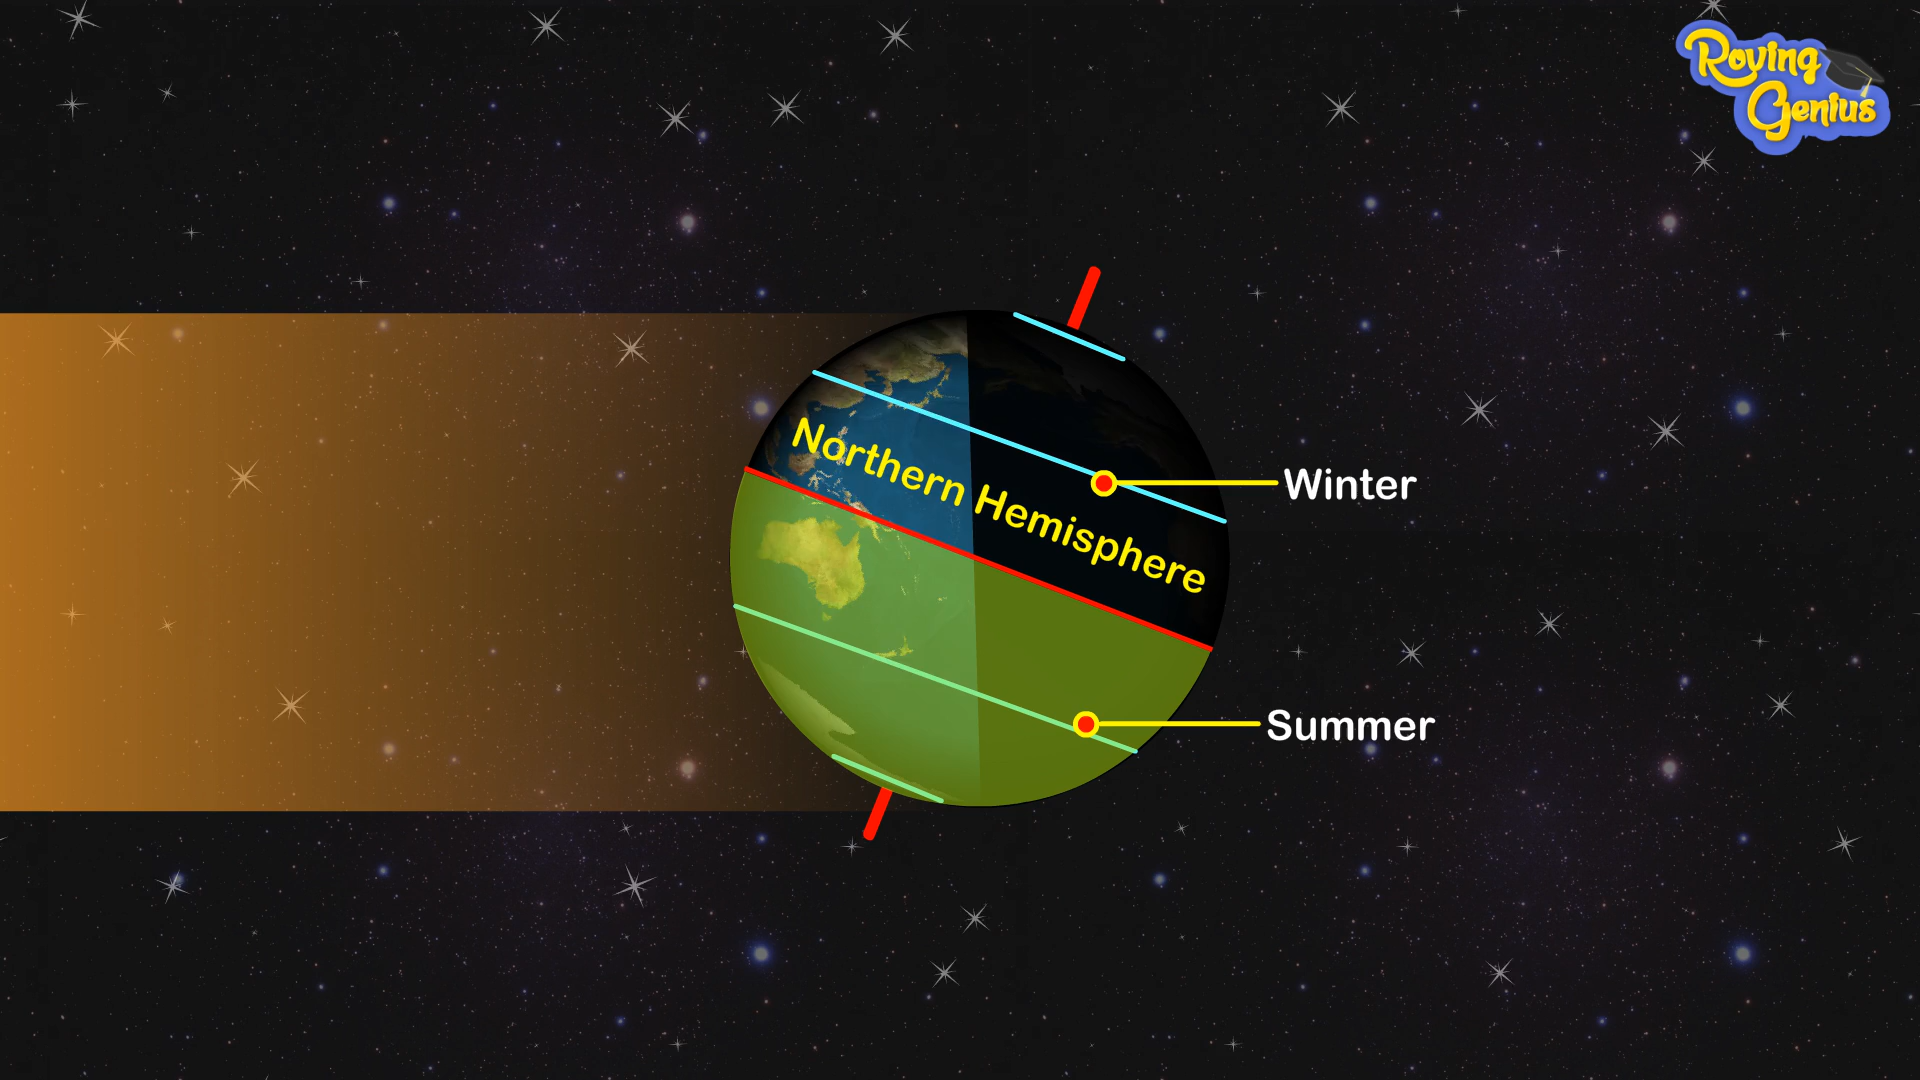 Roving
Genius
Northern Hemisphere
Winter
Summer